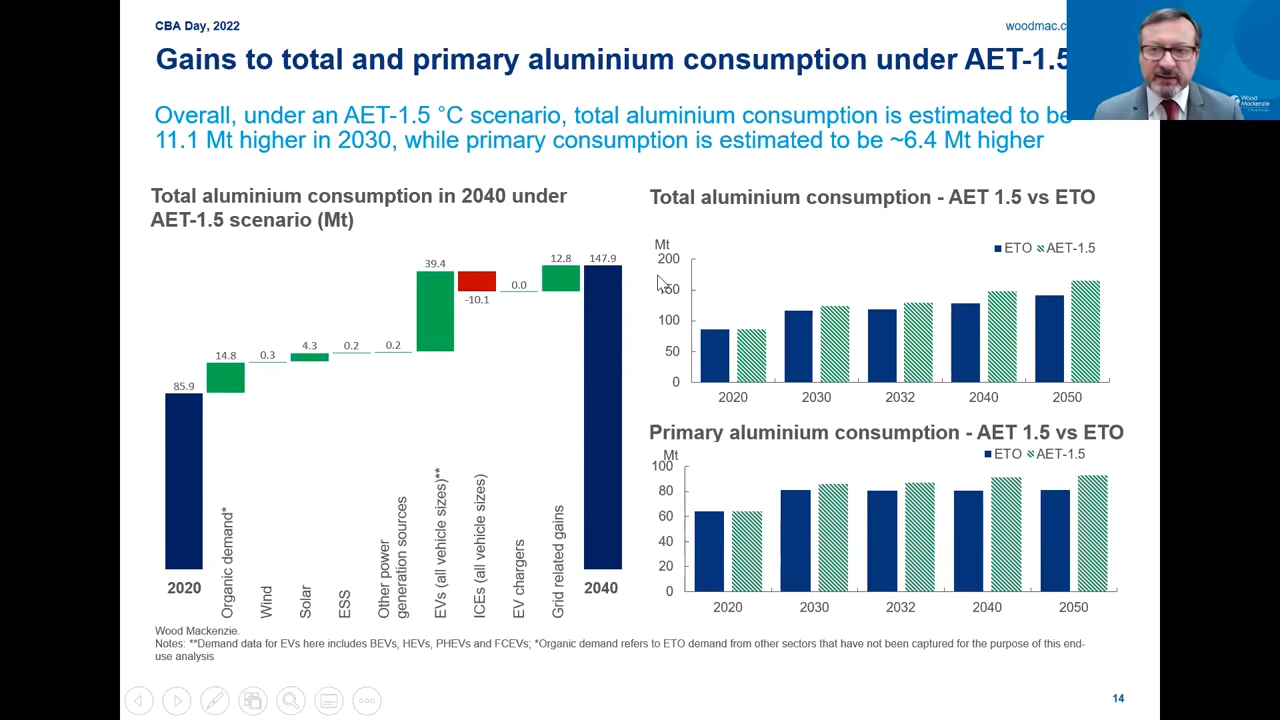 CBA Day, 2022
woodmac.c
Gains to total and primary aluminium consumption under AET-1.5
Wood
Mackenzie
Overall, under an AET-1.5 °C scenario, total aluminium consumption is estimated to be
11.1 Mt higher in 2030, while primary consumption is estimated to be ~6.4 Mt higher
Total aluminium consumption in 2040 under
AET-1.5 scenario (Mt)
85.9
14.8
0.3
4.3
0.2
0.2
39.4
-10.1
0.0
12.8
147.9
2020
Organic demand*
Wind
Solar
ESS
Other power
generation sources
EVs (all vehicle sizes)**
ICEs (all vehicle sizes)
EV chargers
Grid related gains
2040
Total aluminium consumption - AET 1.5 vs ETO
Mt
ETO AET-1.5
200
150
100
50
0
2020 2030 2032 2040 2050
Primary aluminium consumption - AET 1.5 vs ETO
Mt
ETO AET-1.5
100
80
60
40
20
0
2020 2030 2032 2040 2050
Wood Mackenzie.
Notes: **Demand data for EVs here includes BEVs, HEVs, PHEVs and FCEVs; *Organic demand refers to ETO demand from other sectors that have not been captured for the purpose of this end-
use analysis
14